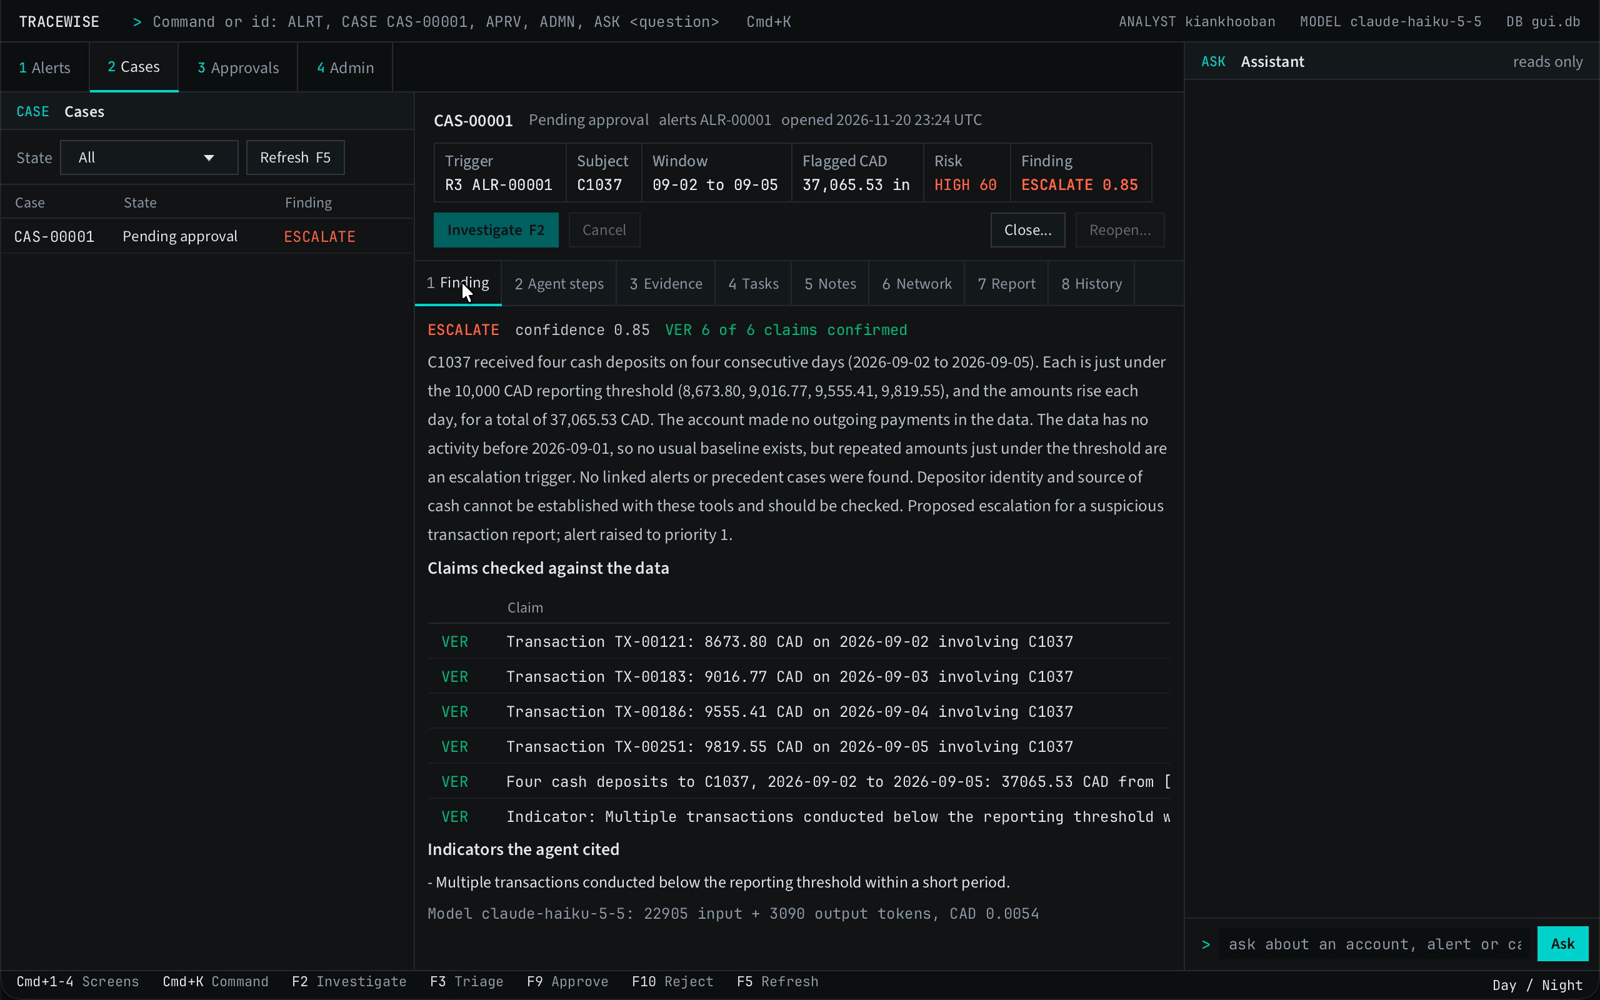 TRACEWISE > Command or id: ALRT, CASE CAS-00001, APRV, ADMN, ASK <question> Cmd+K ANALYST kiankhooban MODEL claude-haiku-5-5 DB gui.db
1 Alerts 2 Cases 3 Approvals 4 Admin
ASK Assistant reads only
CASE Cases
State All Refresh F5
Case State Finding
CAS-00001 Pending approval ESCALATE
CAS-00001 Pending approval alerts ALR-00001 opened 2026-11-20 23:24 UTC
Trigger Subject Window Flagged CAD Risk Finding
R3 ALR-00001 C1037 09-02 to 09-05 37,065.53 in HIGH 60 ESCALATE 0.85
Investigate F2 Cancel Close... Reopen...
1 Finding 2 Agent steps 3 Evidence 4 Tasks 5 Notes 6 Network 7 Report 8 History
ESCALATE confidence 0.85 VER 6 of 6 claims confirmed
C1037 received four cash deposits on four consecutive days (2026-09-02 to 2026-09-05). Each is just under
the 10,000 CAD reporting threshold (8,673.80, 9,016.77, 9,555.41, 9,819.55), and the amounts rise each
day, for a total of 37,065.53 CAD. The account made no outgoing payments in the data. The data has no
activity before 2026-09-01, so no usual baseline exists, but repeated amounts just under the threshold are
an escalation trigger. No linked alerts or precedent cases were found. Depositor identity and source of
cash cannot be established with these tools and should be checked. Proposed escalation for a suspicious
transaction report; alert raised to priority 1.
Claims checked against the data
Claim
VER Transaction TX-00121: 8673.80 CAD on 2026-09-02 involving C1037
VER Transaction TX-00183: 9016.77 CAD on 2026-09-03 involving C1037
VER Transaction TX-00186: 9555.41 CAD on 2026-09-04 involving C1037
VER Transaction TX-00251: 9819.55 CAD on 2026-09-05 involving C1037
VER Four cash deposits to C1037, 2026-09-02 to 2026-09-05: 37065.53 CAD from [
VER Indicator: Multiple transactions conducted below the reporting threshold w
Indicators the agent cited
- Multiple transactions conducted below the reporting threshold within a short period.
Model claude-haiku-5-5: 22905 input + 3090 output tokens, CAD 0.0054
> ask about an account, alert or ca Ask
Cmd+1-4 Screens Cmd+K Command F2 Investigate F3 Triage F9 Approve F10 Reject F5 Refresh Day / Night